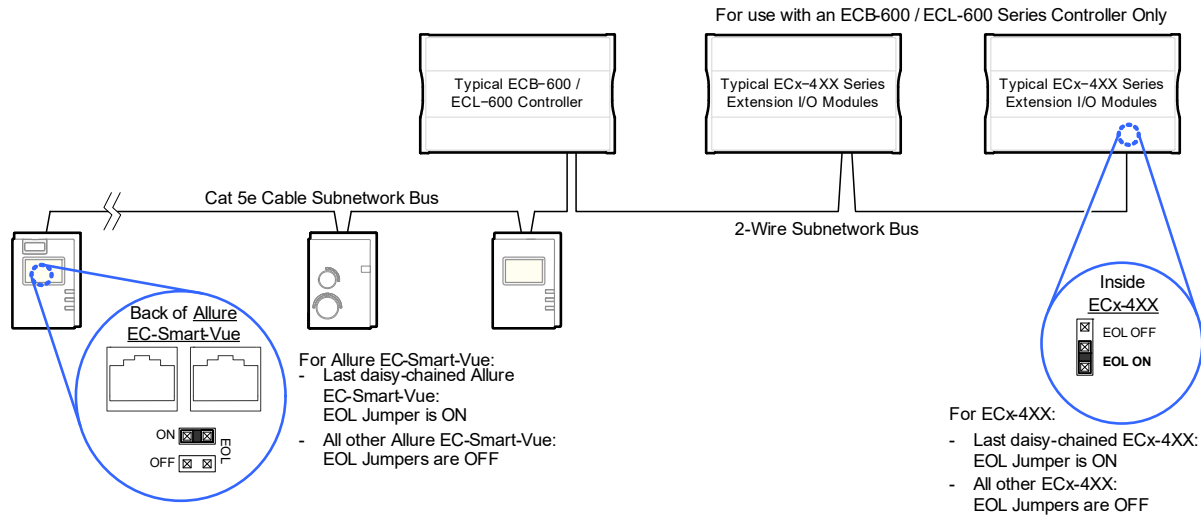 For use with an ECB-600 / ECL-600 Series Controller Only
Typical ECB-600 /
ECL-600 Controller
Typical ECx-4XX Series
Extension I/O Modules
Typical ECx-4XX Series
Extension I/O Modules
Cat 5e Cable Subnetwork Bus
2-Wire Subnetwork Bus
Back of Allure
EC-Smart-Vue
ON
OFF
EOL
For Allure EC-Smart-Vue:
- Last daisy-chained Allure
EC-Smart-Vue:
EOL Jumper is ON
- All other Allure EC-Smart-Vue:
EOL Jumpers are OFF
Inside
ECx-4XX
EOL OFF
EOL ON
For ECx-4XX:
- Last daisy-chained ECx-4XX:
EOL Jumper is ON
- All other ECx-4XX:
EOL Jumpers are OFF